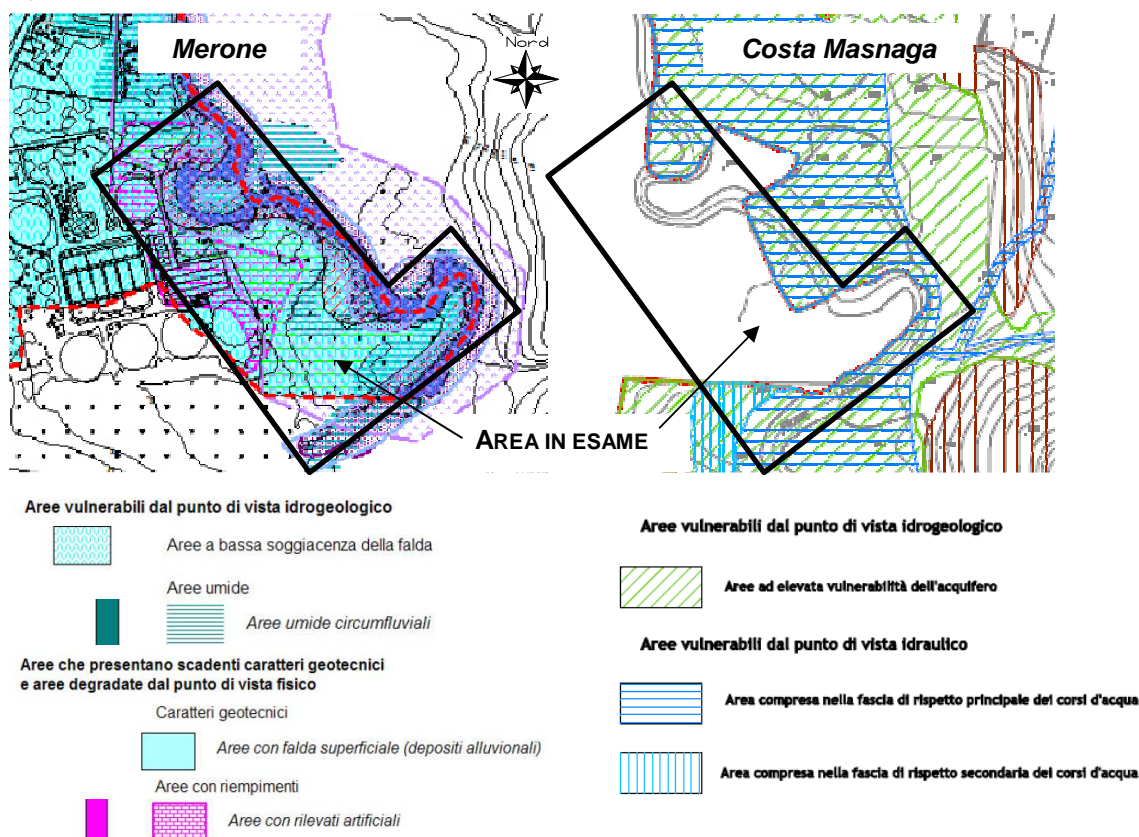 Merone
Nord
Costa Masnaga
AREA IN ESAME
Aree vulnerabili dal punto di vista idrogeologico
Aree a bassa soggiacenza della falda
Aree umide
Aree umide circumfluviali
Aree che presentano scadenti caratteri geotecnici
e aree degradate dal punto di vista fisico
Caratteri geotecnici
Aree con falda superficiale (depositi alluvionali)
Aree con riempimenti
Aree con rilevati artificiali
Aree vulnerabili dal punto di vista idrogeologico
Aree ad elevata vulnerabilità dell'acquifero
Aree vulnerabili dal punto di vista idraulico
Area compresa nella fascia di rispetto principale dei corsi d'acqua
Area compresa nella fascia di rispetto secondaria dei corsi d'acqua